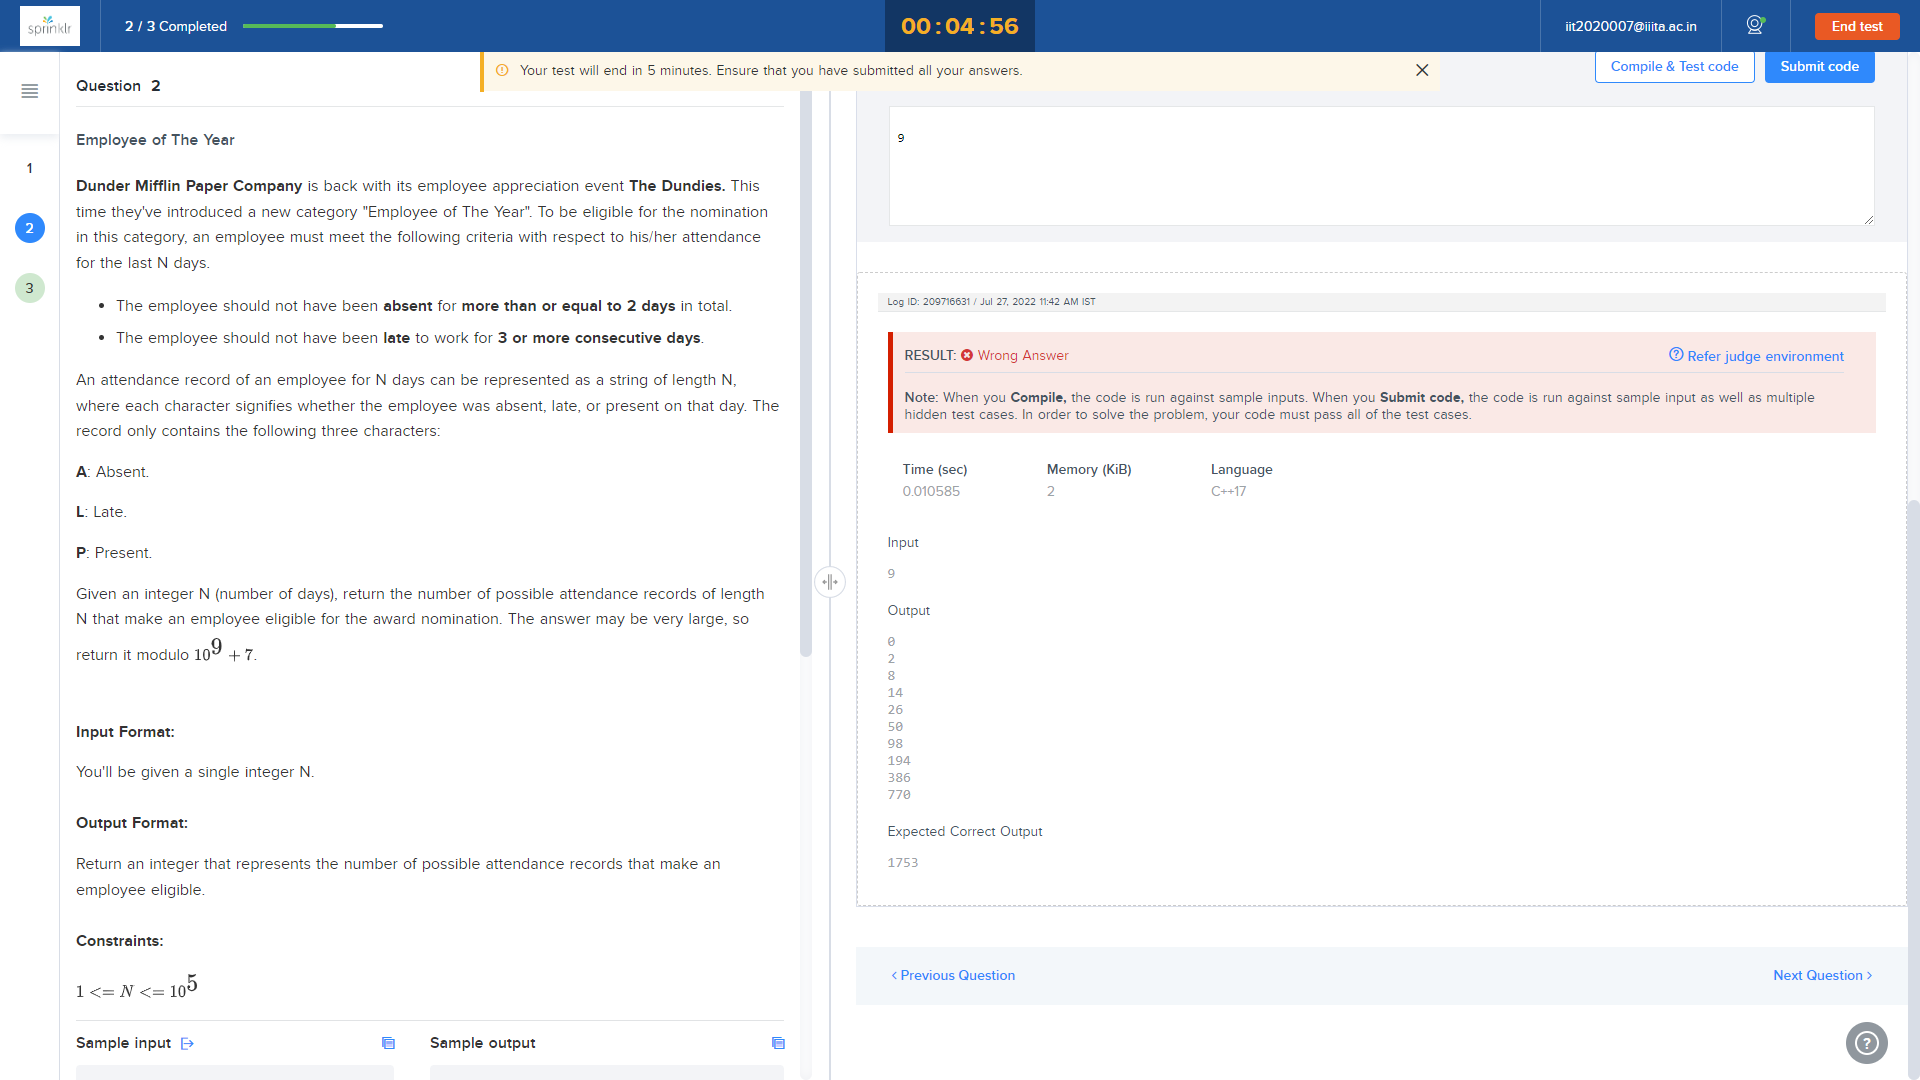 sprinklr
2 / 3 Completed
00 : 04 : 56
iit2020007@iiita.ac.in
End test
Your test will end in 5 minutes. Ensure that you have submitted all your answers.
Compile & Test code
Submit code
Question 2
1
2
3
Employee of The Year
Dunder Mifflin Paper Company is back with its employee appreciation event The Dundies. This
time they've introduced a new category "Employee of The Year". To be eligible for the nomination
in this category, an employee must meet the following criteria with respect to his/her attendance
for the last N days.
• The employee should not have been absent for more than or equal to 2 days in total.
• The employee should not have been late to work for 3 or more consecutive days.
An attendance record of an employee for N days can be represented as a string of length N,
where each character signifies whether the employee was absent, late, or present on that day. The
record only contains the following three characters:
A: Absent.
L: Late.
P: Present.
Given an integer N (number of days), return the number of possible attendance records of length
N that make an employee eligible for the award nomination. The answer may be very large, so
return it modulo 10^9 + 7.
Input Format:
You'll be given a single integer N.
Output Format:
Return an integer that represents the number of possible attendance records that make an
employee eligible.
Constraints:
1 <= N <= 10^5
Sample input
Sample output
9
Log ID: 209716631 / Jul 27, 2022 11:42 AM IST
RESULT: Wrong Answer
Refer judge environment
Note: When you Compile, the code is run against sample inputs. When you Submit code, the code is run against sample input as well as multiple
hidden test cases. In order to solve the problem, your code must pass all of the test cases.
Time (sec) Memory (KiB) Language
0.010585 2 C++17
Input
9
Output
0
2
8
14
26
50
98
194
386
770
Expected Correct Output
1753
‹ Previous Question
Next Question ›
?